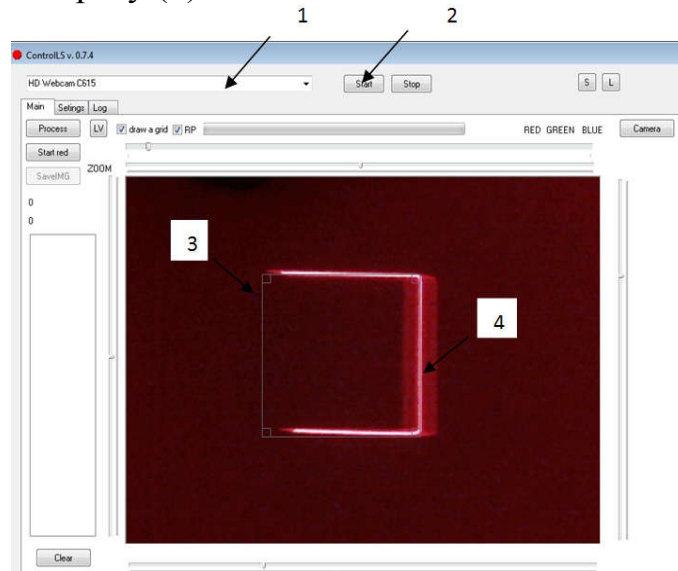 1 2
ControlLS v. 0.7.4
HD Webcam C615 Start Stop S L
Main Setings Log
Process LV draw a grid RP RED GREEN BLUE Camera
Start red
ZOOM
SaveIMG
0
0
3
4
Clear